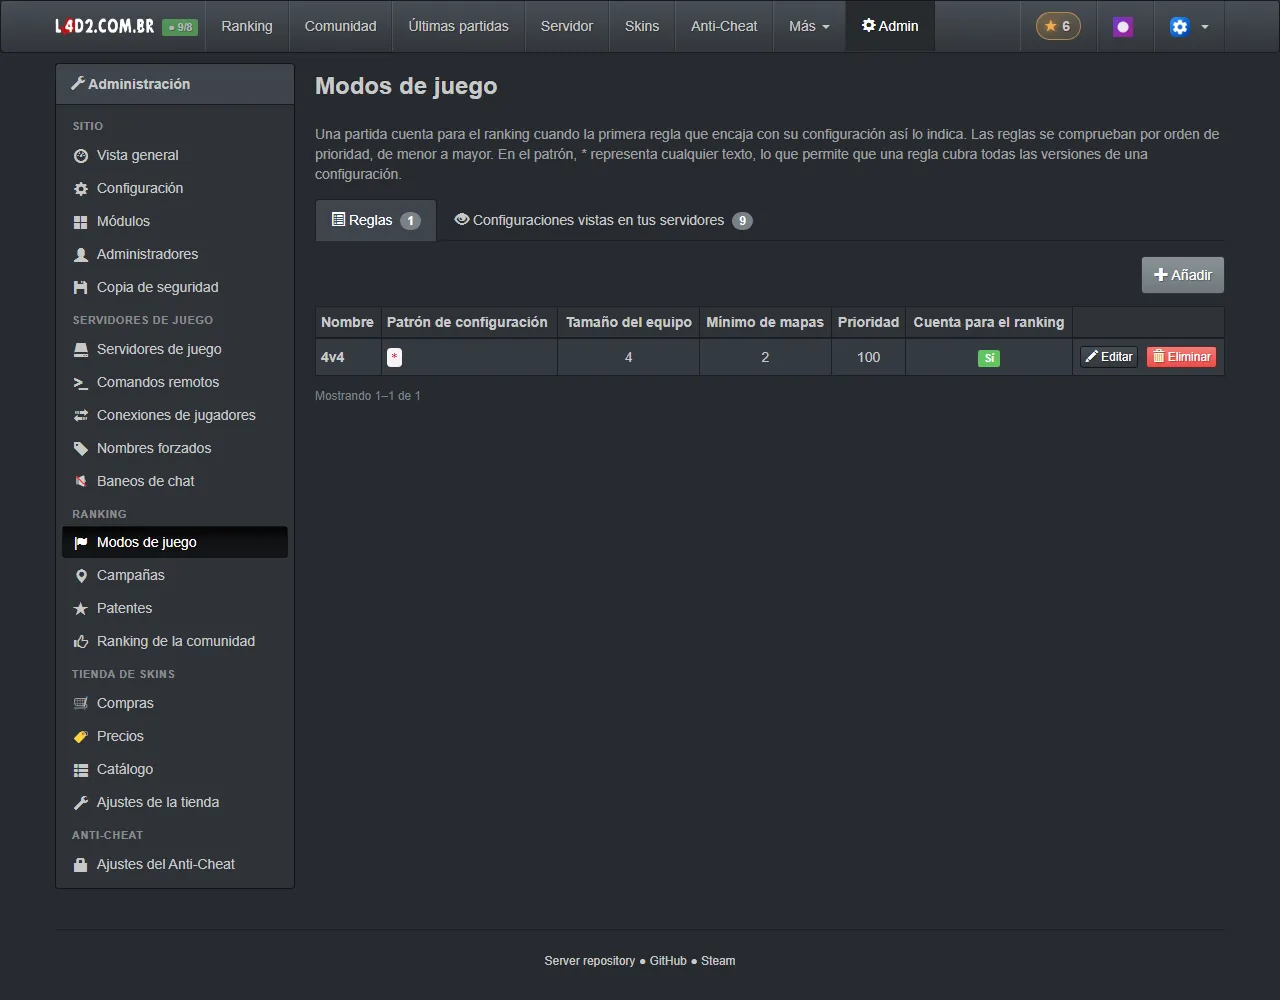 L4D2.COM.BR 9/8 Ranking Comunidad Últimas partidas Servidor Skins Anti-Cheat Más Admin 6
Administración
SITIO
Vista general
Configuración
Módulos
Administradores
Copia de seguridad
SERVIDORES DE JUEGO
Servidores de juego
Comandos remotos
Conexiones de jugadores
Nombres forzados
Baneos de chat
RANKING
Modos de juego
Campañas
Patentes
Ranking de la comunidad
TIENDA DE SKINS
Compras
Precios
Catálogo
Ajustes de la tienda
ANTI-CHEAT
Ajustes del Anti-Cheat
Modos de juego
Una partida cuenta para el ranking cuando la primera regla que encaja con su configuración así lo indica. Las reglas se comprueban por orden de
prioridad, de menor a mayor. En el patrón, * representa cualquier texto, lo que permite que una regla cubra todas las versiones de una
configuración.
Reglas 1 Configuraciones vistas en tus servidores 9
Añadir
Nombre Patrón de configuración Tamaño del equipo Mínimo de mapas Prioridad Cuenta para el ranking
4v4 * 4 2 100 Sí Editar Eliminar
Mostrando 1–1 de 1
Server repository ● GitHub ● Steam